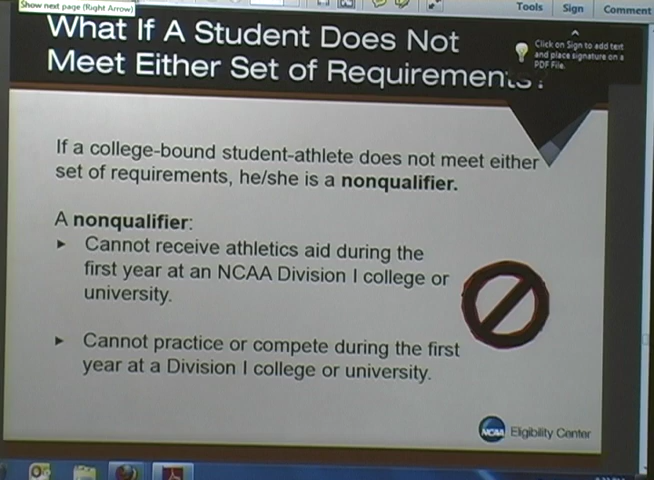 Show next page (Right Arrow)
Tools Sign Comment
What If A Student Does Not
Meet Either Set of Requirements?
Click on Sign to add text
and place signature on a
PDF File.
If a college-bound student-athlete does not meet either
set of requirements, he/she is a nonqualifier.
A nonqualifier:
► Cannot receive athletics aid during the
first year at an NCAA Division I college or
university.
► Cannot practice or compete during the first
year at a Division I college or university.
NCAA Eligibility Center